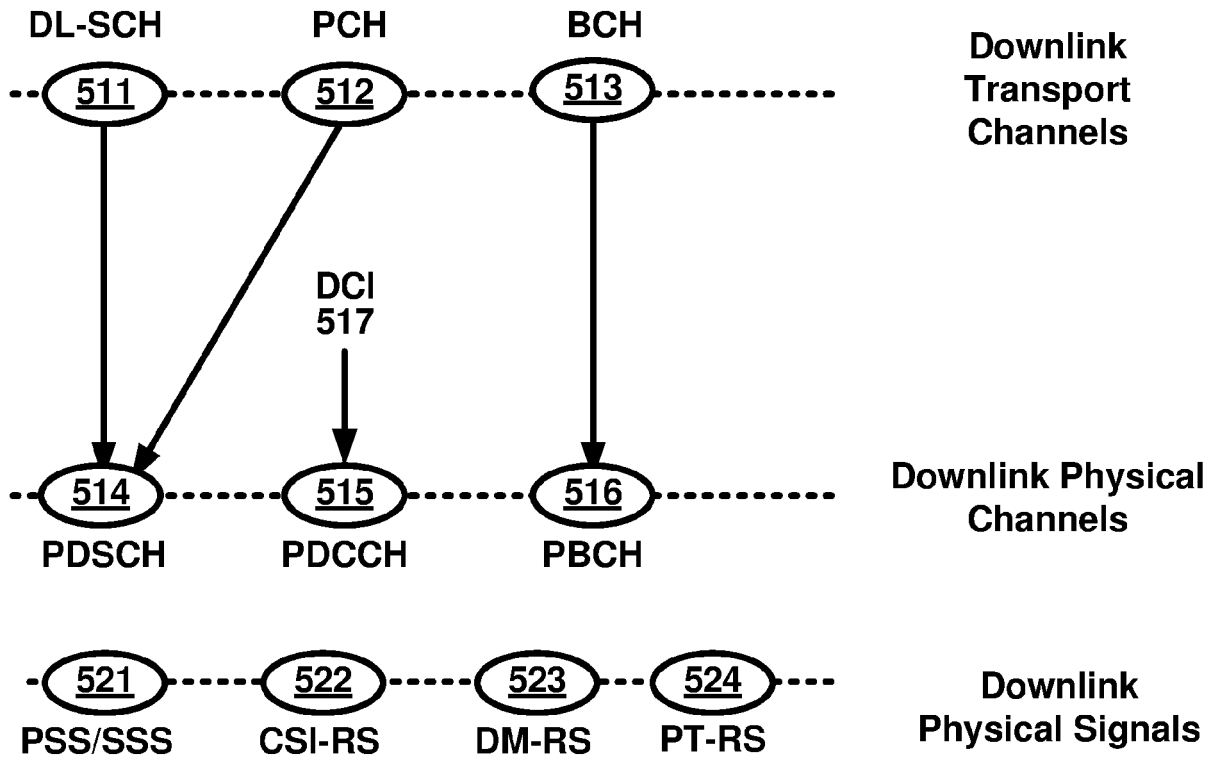 DL-SCH
PCH
BCH
Downlink
Transport
Channels
511
512
513
DCI
517
514
515
516
Downlink Physical
Channels
PDSCH
PDCCH
PBCH
521
522
523
524
Downlink
Physical Signals
PSS/SSS
CSI-RS
DM-RS
PT-RS